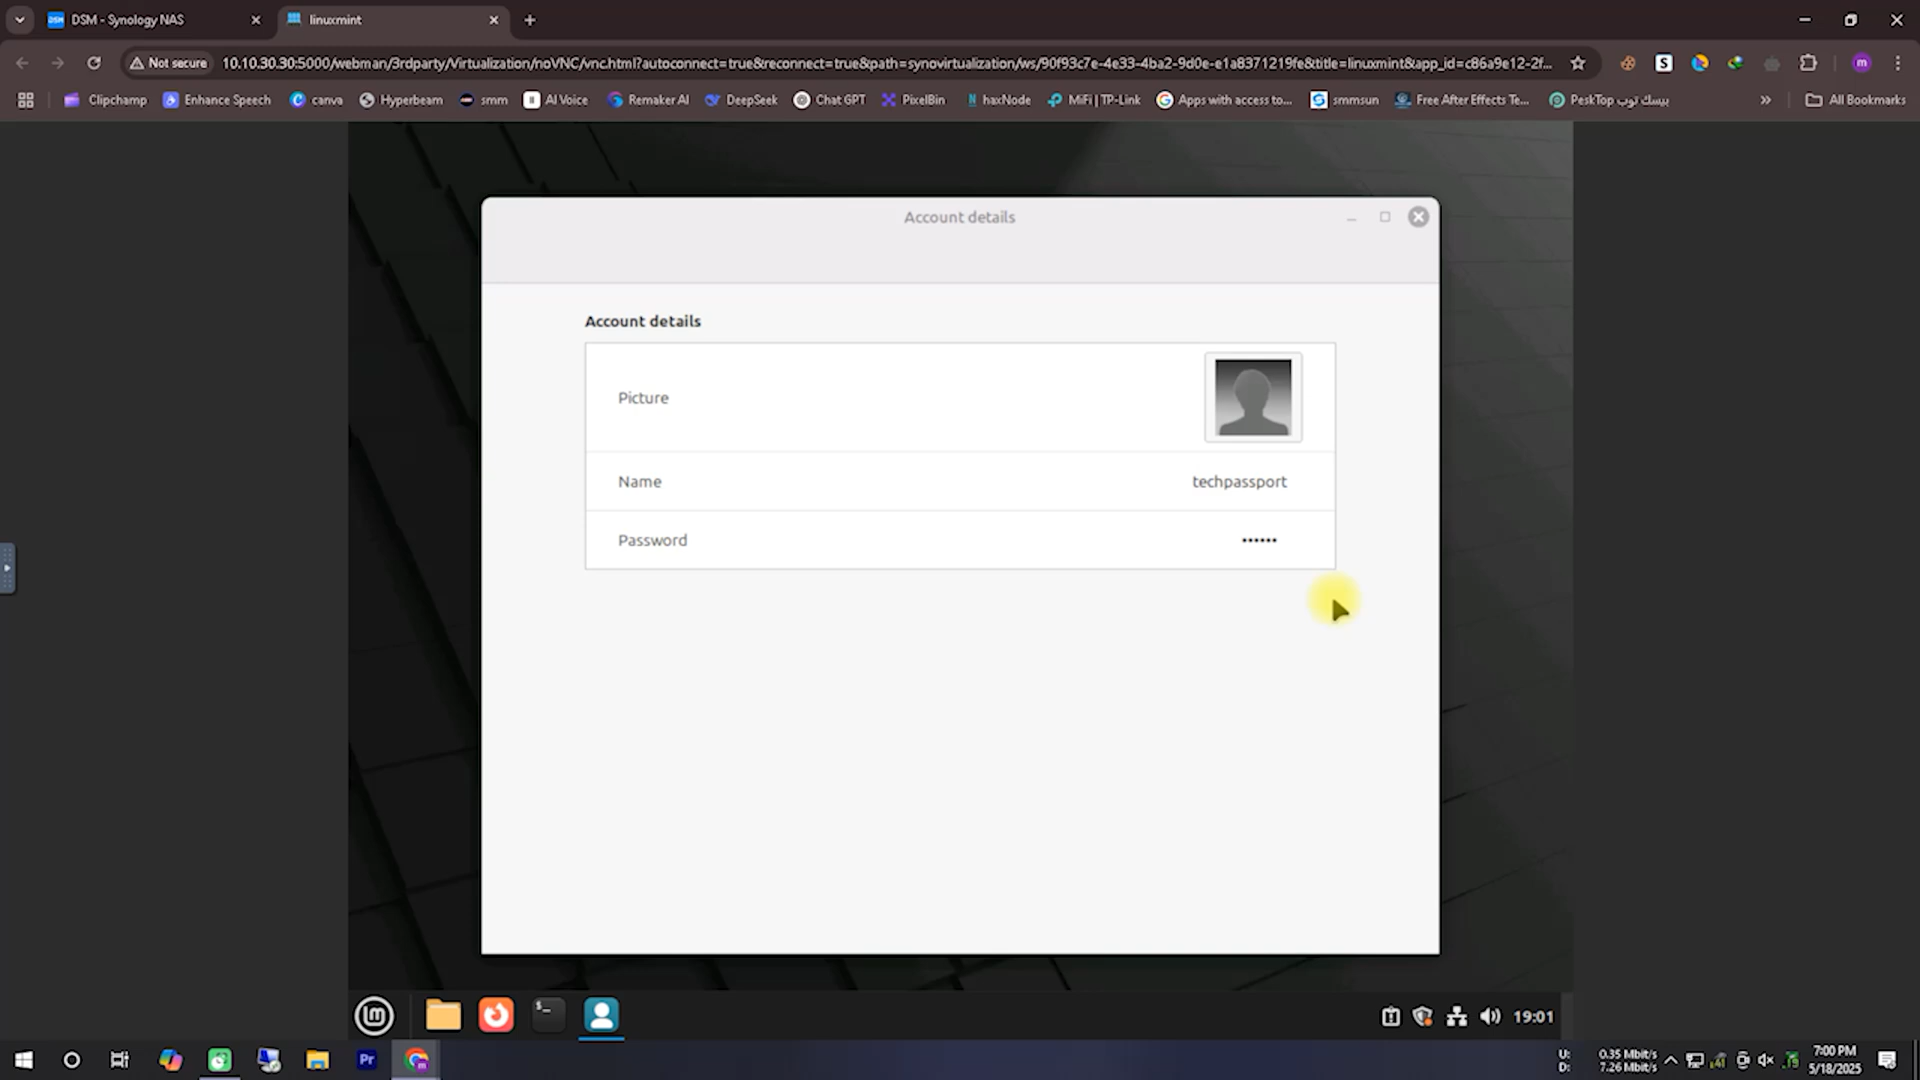 DSM - Synology NAS
linuxmint
Not secure
10.10.30.30:5000/webman/3rdparty/Virtualization/noVNC/vnc.html?autoconnect=true&reconnect=true&path=synovirtualization/ws/90f93c7e-4e33-4ba2-9d0e-e1a8371219fe&title=linuxmint&app_id=c86a9e12-2f...
Clipchamp
Enhance Speech
canva
Hyperbeam
smm
AI Voice
Remaker AI
DeepSeek
Chat GPT
PixelBin
haxNode
MiFi | TP-Link
Apps with access to...
smmsun
Free After Effects Te...
PeskTop بيسك توب
All Bookmarks
Account details
Account details
Picture
Name
techpassport
Password
••••••
19:01
U: 0.35 Mbit/s
D: 7.26 Mbit/s
7:00 PM
5/18/2025